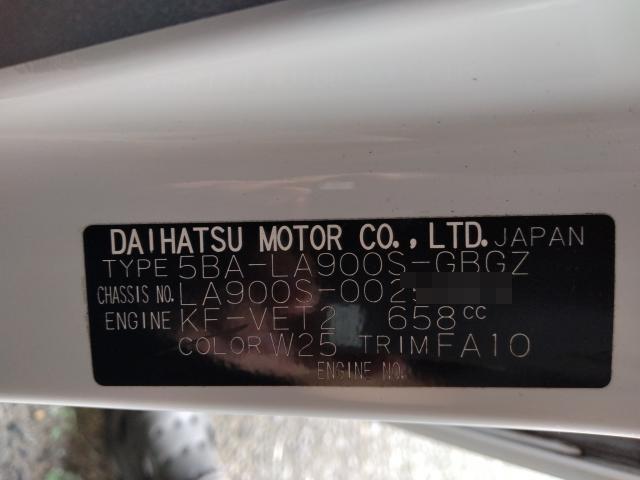 DAIHATSU MOTOR CO., LTD. JAPAN
TYPE 5BA-LA900S-GBGZ
CHASSIS NO. LA900S-002
ENGINE KF-VET2 658cc
COLOR W25 TRIM FA10
ENGINE NO.